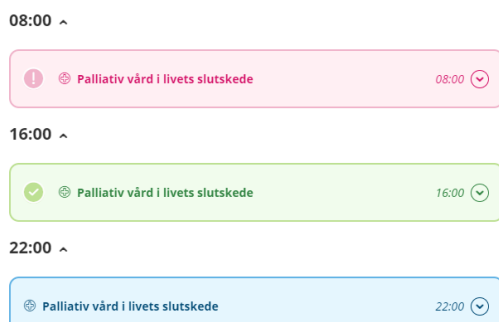 08:00
Palliativ vård i livets slutskede 08:00
16:00
Palliativ vård i livets slutskede 16:00
22:00
Palliativ vård i livets slutskede 22:00